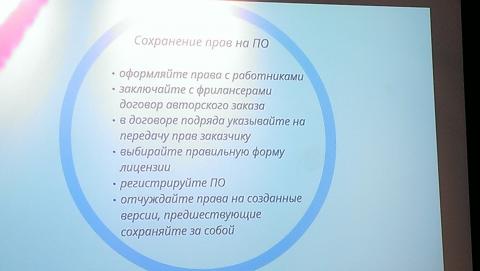 Сохранение прав на ПО
• оформляйте права с работниками
• заключайте с фрилансерами
договор авторского заказа
• в договоре подряда указывайте на
передачу прав заказчику
• выбирайте правильную форму
лицензии
• регистрируйте ПО
• отчуждайте права на созданные
версии, предшествующие
сохраняйте за собой